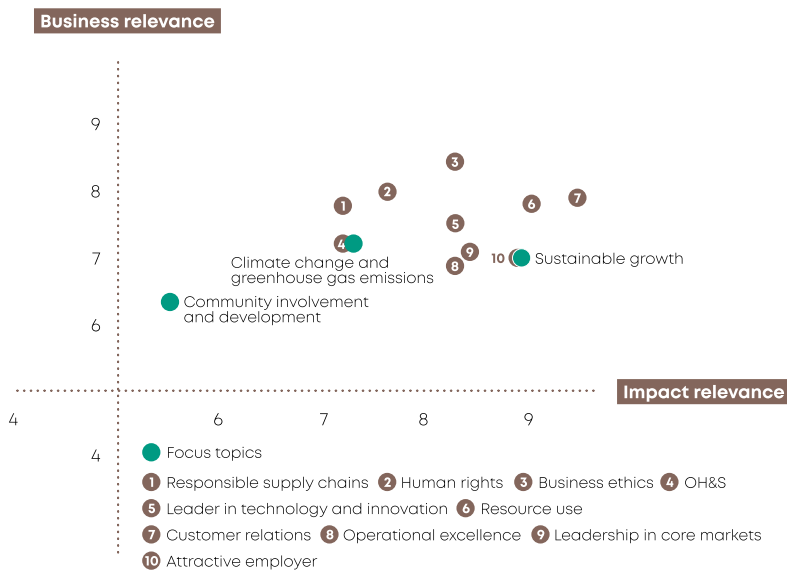 Business relevance
9
3
8
2
7
1
6
5
4
9
7
8
10
Sustainable growth
Climate change and
greenhouse gas emissions
Community involvement
and development
6
Impact relevance
4
6
7
8
9
4
Focus topics
1 Responsible supply chains 2 Human rights 3 Business ethics 4 OH&S
5 Leader in technology and innovation 6 Resource use
7 Customer relations 8 Operational excellence 9 Leadership in core markets
10 Attractive employer